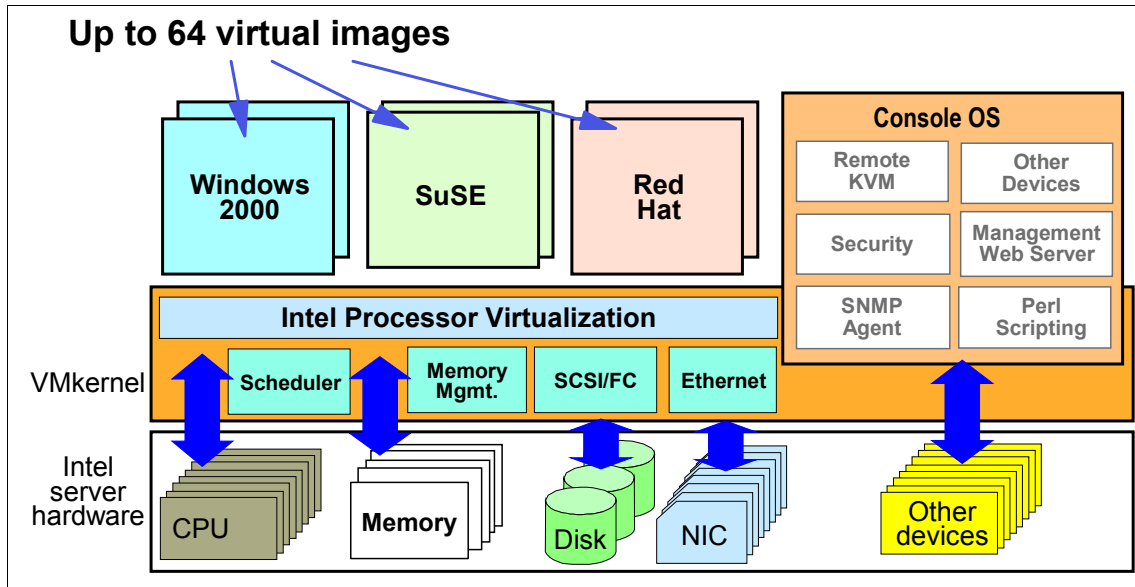 Up to 64 virtual images
Windows
2000
SuSE
Red
Hat
Console OS
Remote
KVM
Other
Devices
Security
Management
Web Server
SNMP
Agent
Perl
Scripting
Intel Processor Virtualization
VMkernel
Scheduler
Memory
Mgmt.
SCSI/FC
Ethernet
Intel
server
hardware
CPU
Memory
Disk
NIC
Other
devices